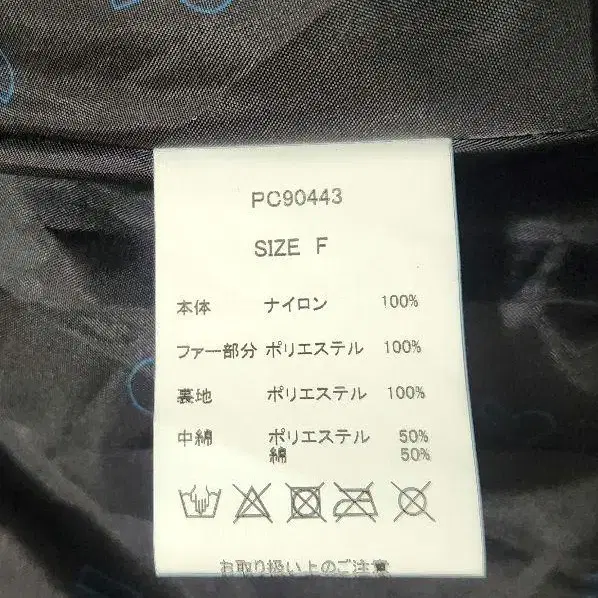 PC90443
SIZE F
本体 ナイロン 100%
ファー部分 ポリエステル 100%
裏地 ポリエステル 100%
中綿 ポリエステル 50%
綿 50%
お取り扱い上のご注意